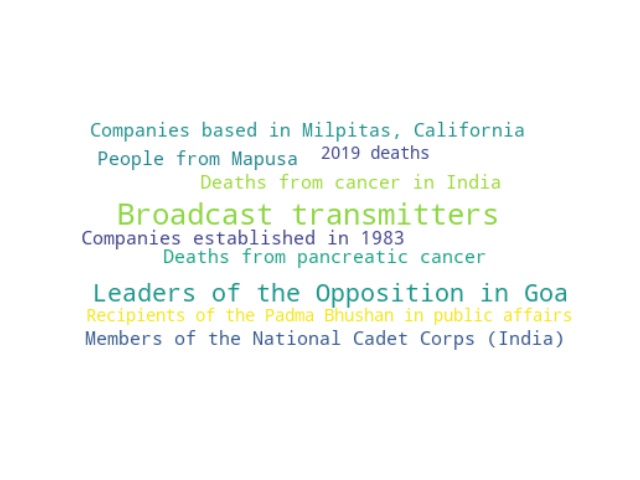 Companies based in Milpitas, California
People from Mapusa 2019 deaths
Deaths from cancer in India
Broadcast transmitters
Companies established in 1983
Deaths from pancreatic cancer
Leaders of the Opposition in Goa
Recipients of the Padma Bhushan in public affairs
Members of the National Cadet Corps (India)